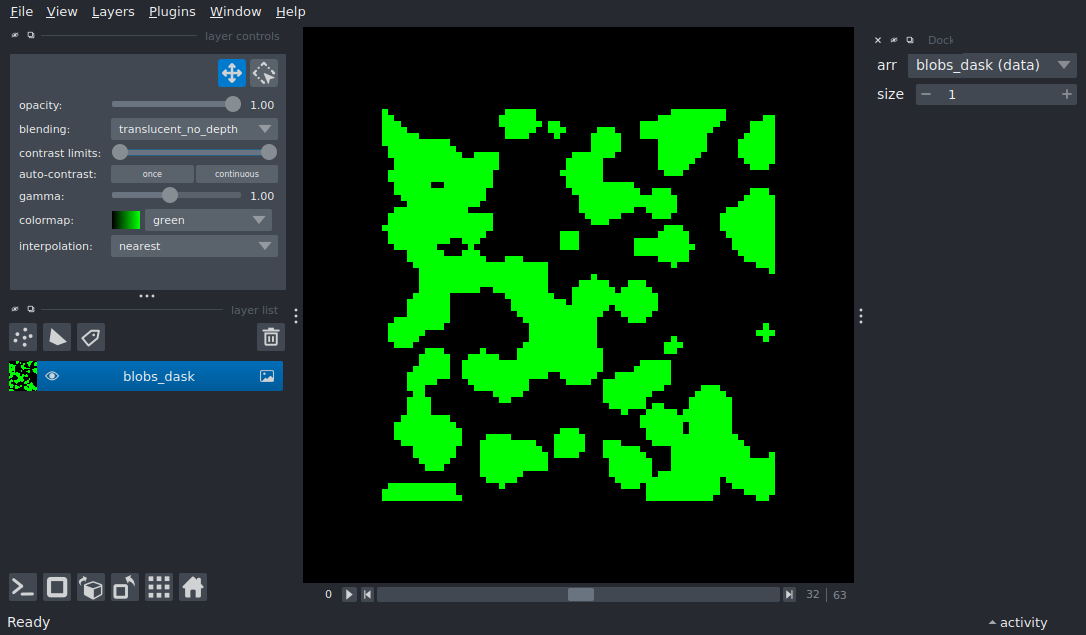 File View Layers Plugins Window Help
layer controls
opacity: 1.00
blending: translucent_no_depth
contrast limits:
auto-contrast: once continuous
gamma: 1.00
colormap: green
interpolation: nearest
layer list
blobs_dask
0 32 63
Ready
Dock
arr blobs_dask (data)
size 1
activity